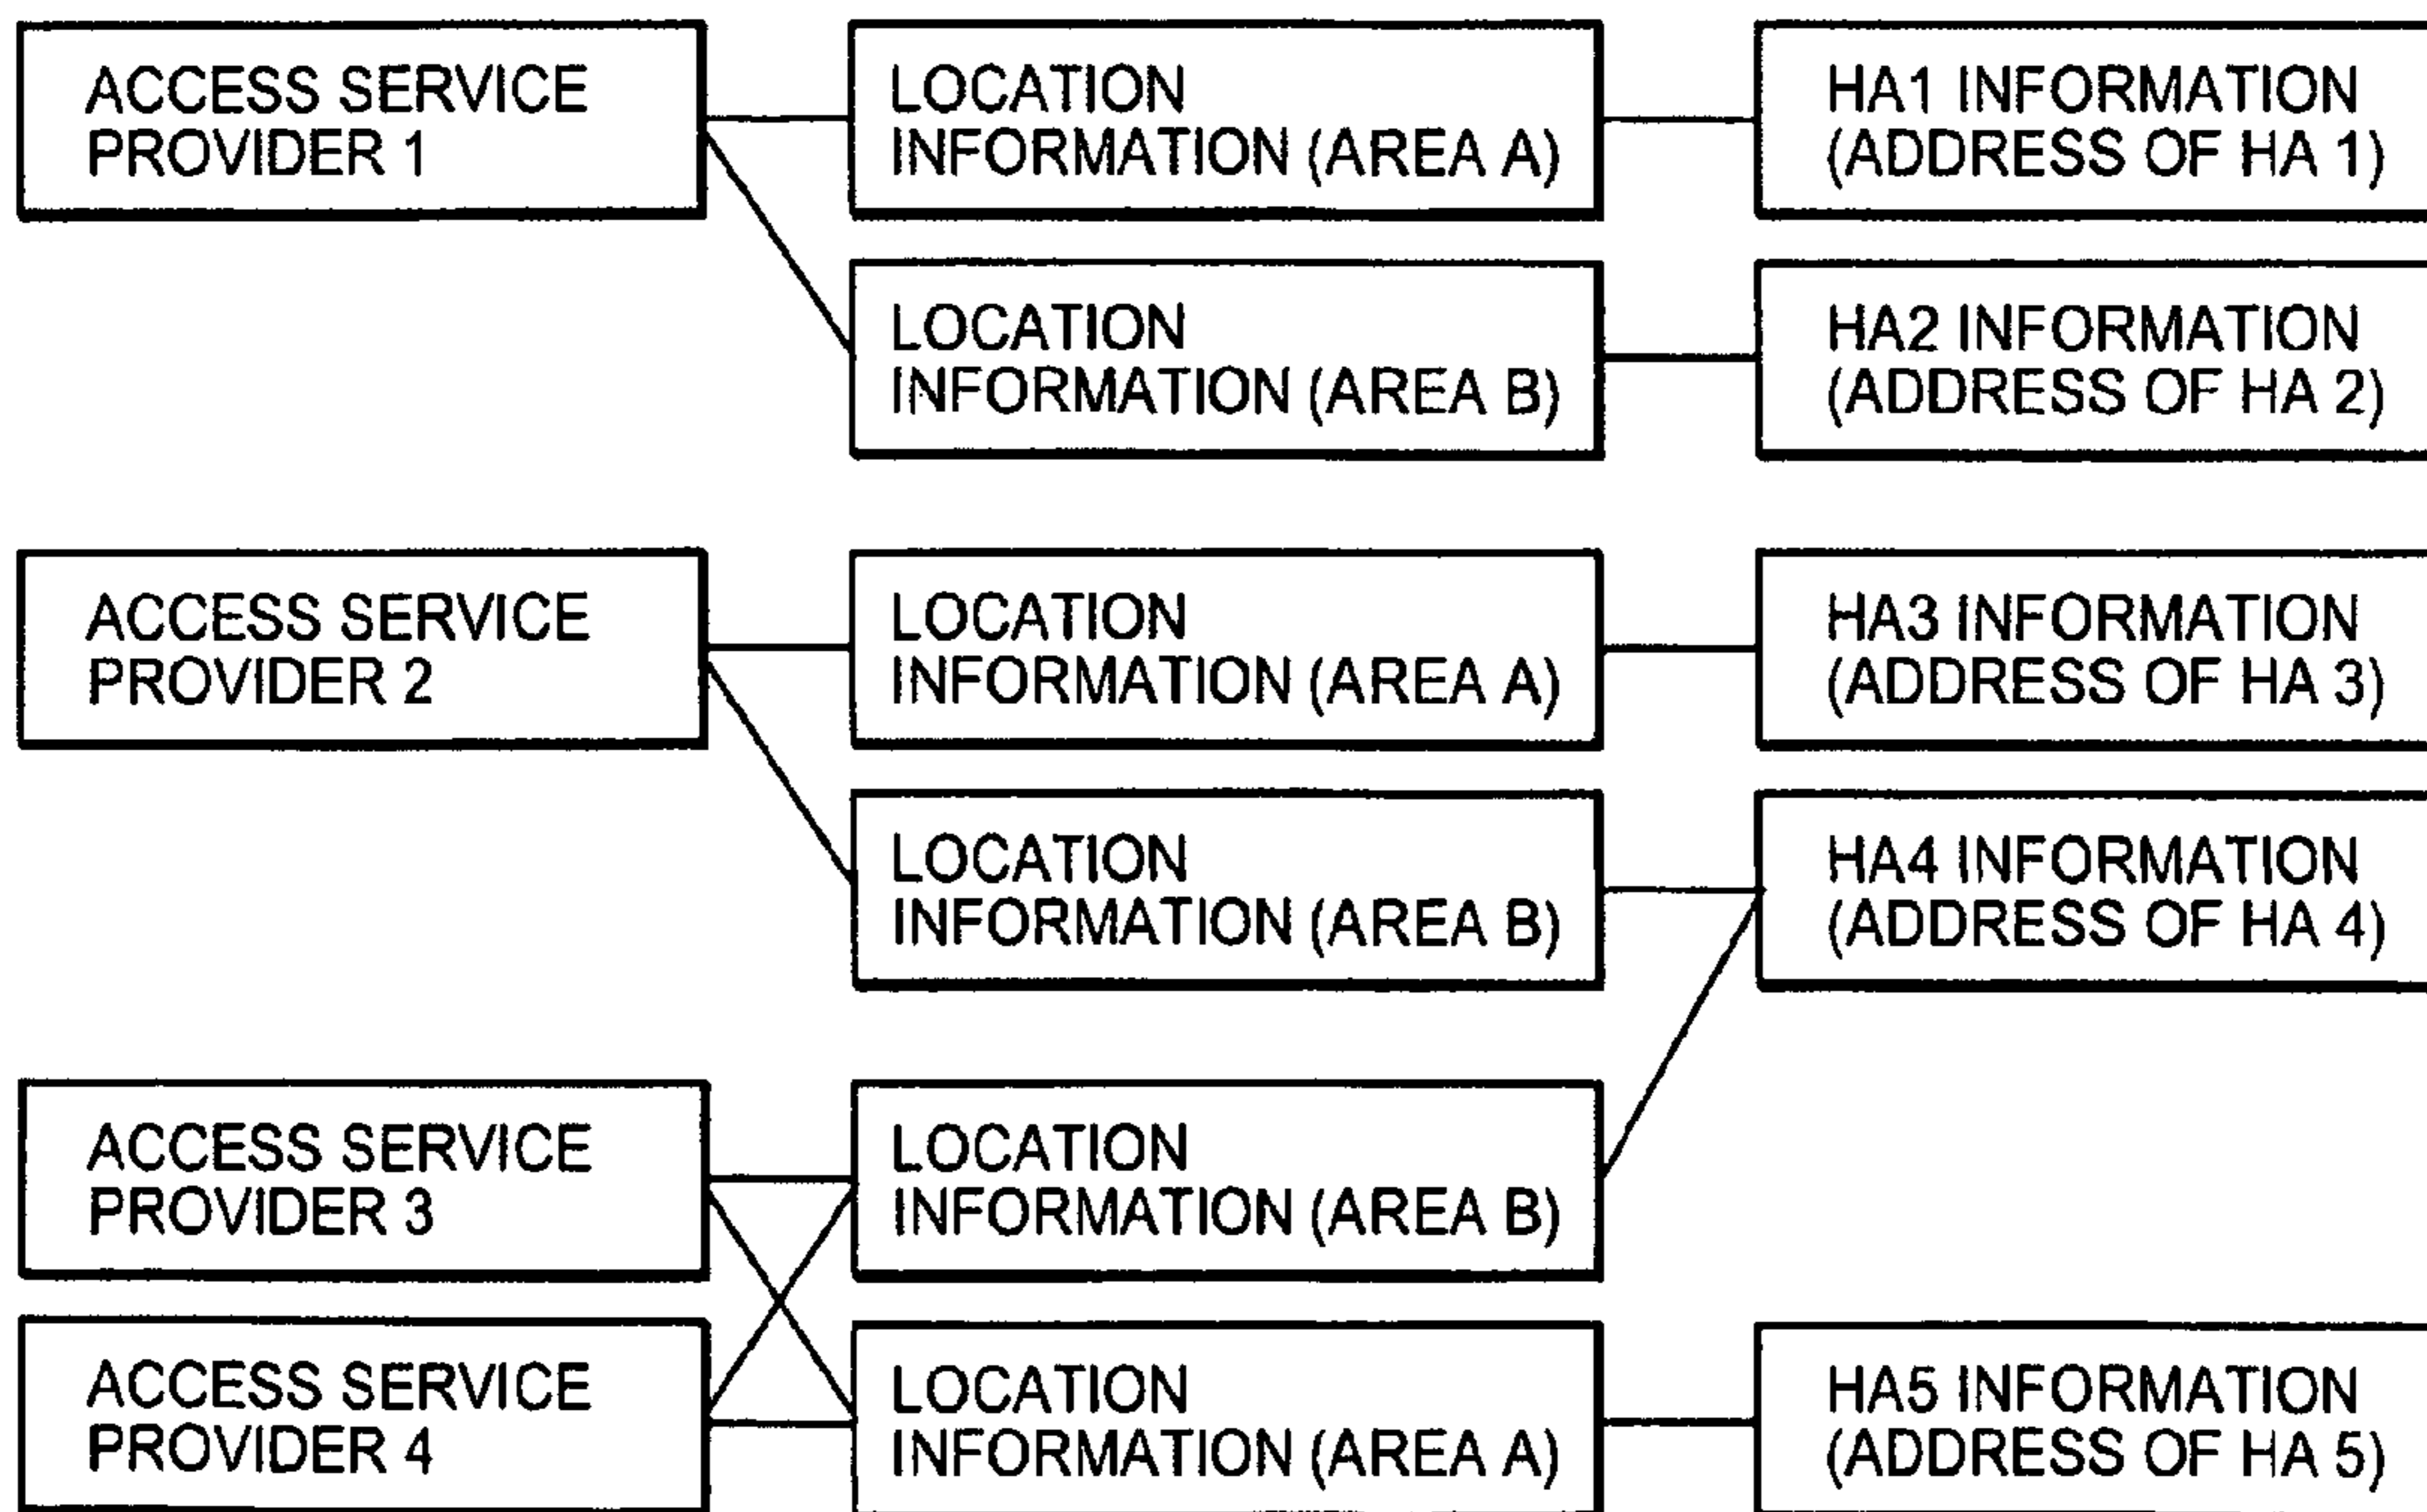 ACCESS SERVICE
PROVIDER 1
LOCATION
INFORMATION (AREA A)
HA1 INFORMATION
(ADDRESS OF HA 1)
LOCATION
INFORMATION (AREA B)
HA2 INFORMATION
(ADDRESS OF HA 2)
ACCESS SERVICE
PROVIDER 2
LOCATION
INFORMATION (AREA A)
HA3 INFORMATION
(ADDRESS OF HA 3)
LOCATION
INFORMATION (AREA B)
HA4 INFORMATION
(ADDRESS OF HA 4)
ACCESS SERVICE
PROVIDER 3
LOCATION
INFORMATION (AREA B)
ACCESS SERVICE
PROVIDER 4
LOCATION
INFORMATION (AREA A)
HA5 INFORMATION
(ADDRESS OF HA 5)